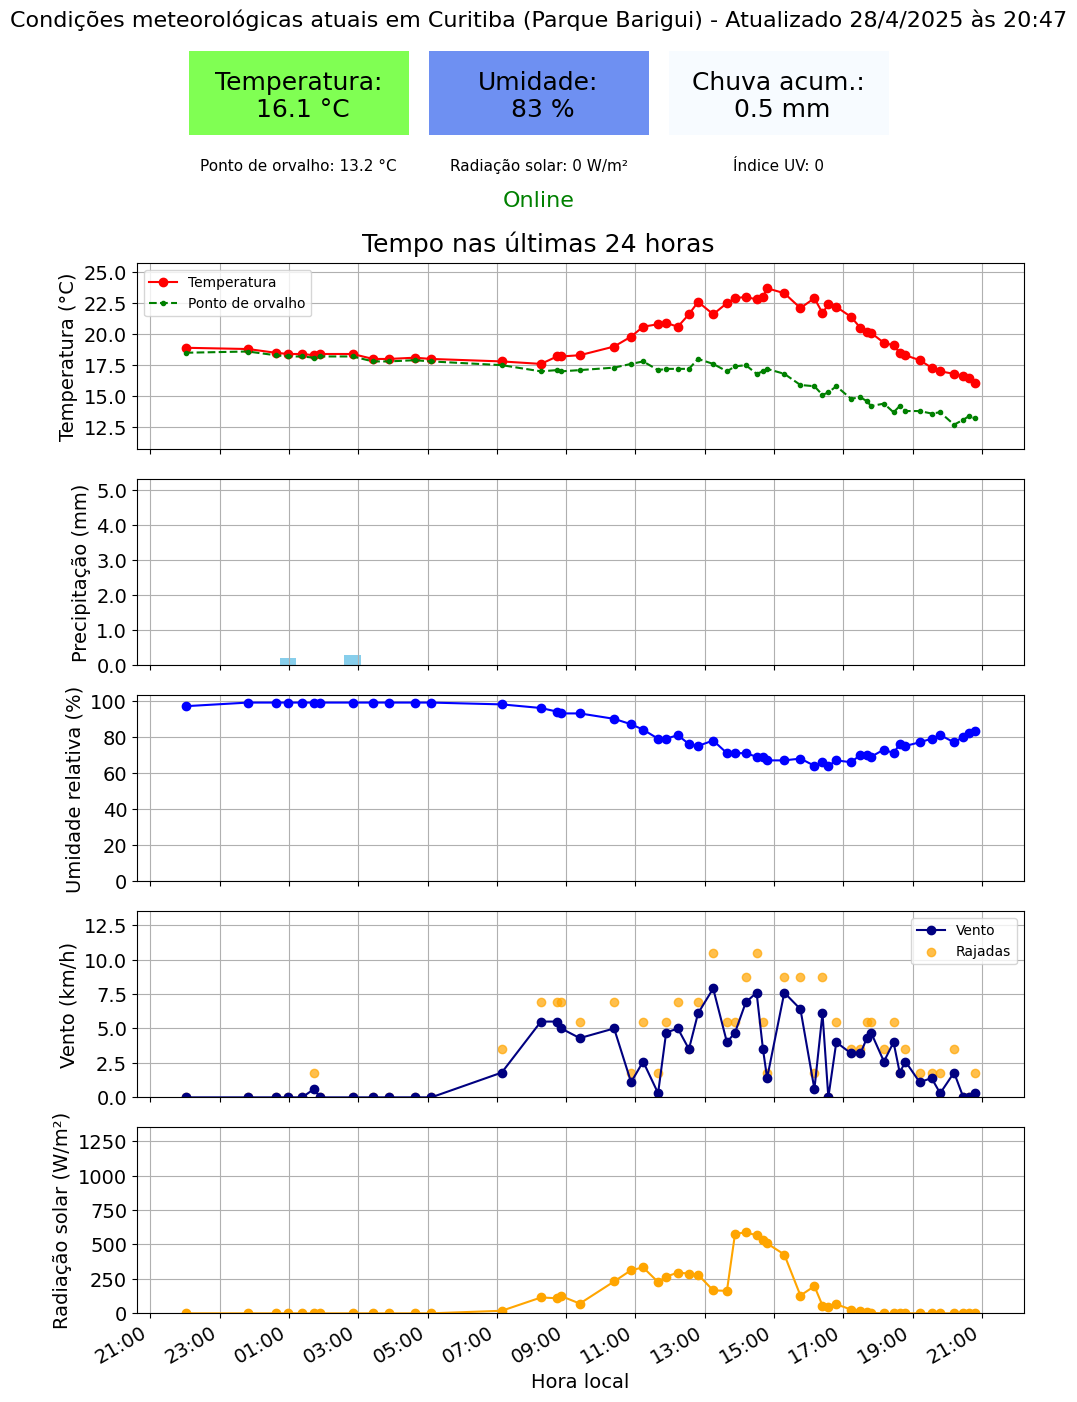 Condições meteorológicas atuais em Curitiba (Parque Barigui) - Atualizado 28/4/2025 às 20:47
Temperatura:
16.1 °C
Umidade:
83 %
Chuva acum.:
0.5 mm
Ponto de orvalho: 13.2 °C
Radiação solar: 0 W/m²
Índice UV: 0
Online
Tempo nas últimas 24 horas
Temperatura (°C)
25.0
22.5
20.0
17.5
15.0
12.5
Temperatura
Ponto de orvalho
Precipitação (mm)
5.0
4.0
3.0
2.0
1.0
0.0
Umidade relativa (%)
100
80
60
40
20
0
Vento (km/h)
12.5
10.0
7.5
5.0
2.5
0.0
Vento
Rajadas
Radiação solar (W/m²)
1250
1000
750
500
250
0
21:00
23:00
01:00
03:00
05:00
07:00
09:00
11:00
13:00
15:00
17:00
19:00
21:00
Hora local